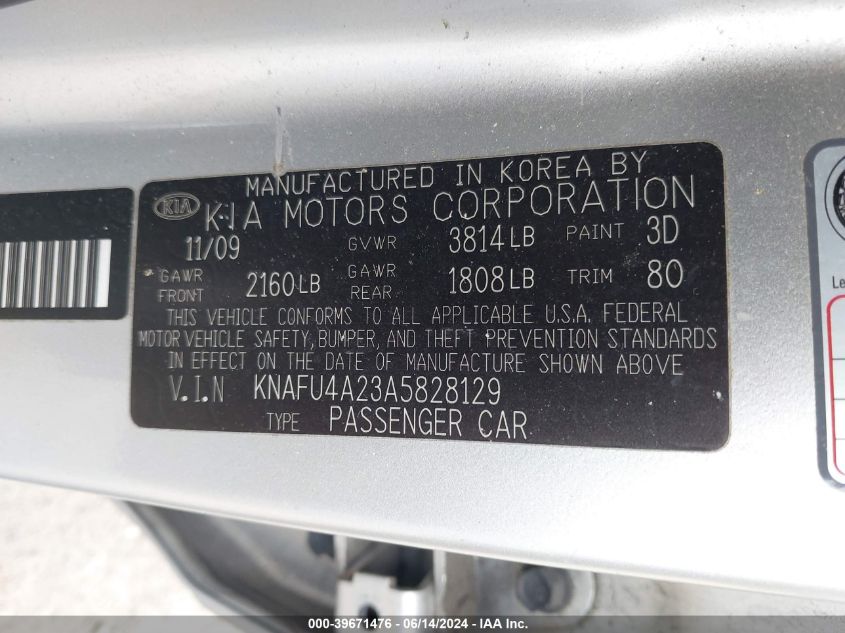 MANUFACTURED IN KOREA BY
KIA KIA MOTORS CORPORATION
11/09 GVWR 3814LB PAINT 3D
GAWR FRONT 2160LB GAWR REAR 1808LB TRIM 80
THIS VEHICLE CONFORMS TO ALL APPLICABLE U.S.A. FEDERAL
MOTOR VEHICLE SAFETY, BUMPER, AND THEFT PREVENTION STANDARDS
IN EFFECT ON THE DATE OF MANUFACTURE SHOWN ABOVE
V.I.N KNAFU4A23A5828129
TYPE PASSENGER CAR
Le
000-39671476 - 06/14/2024 - IAA Inc.